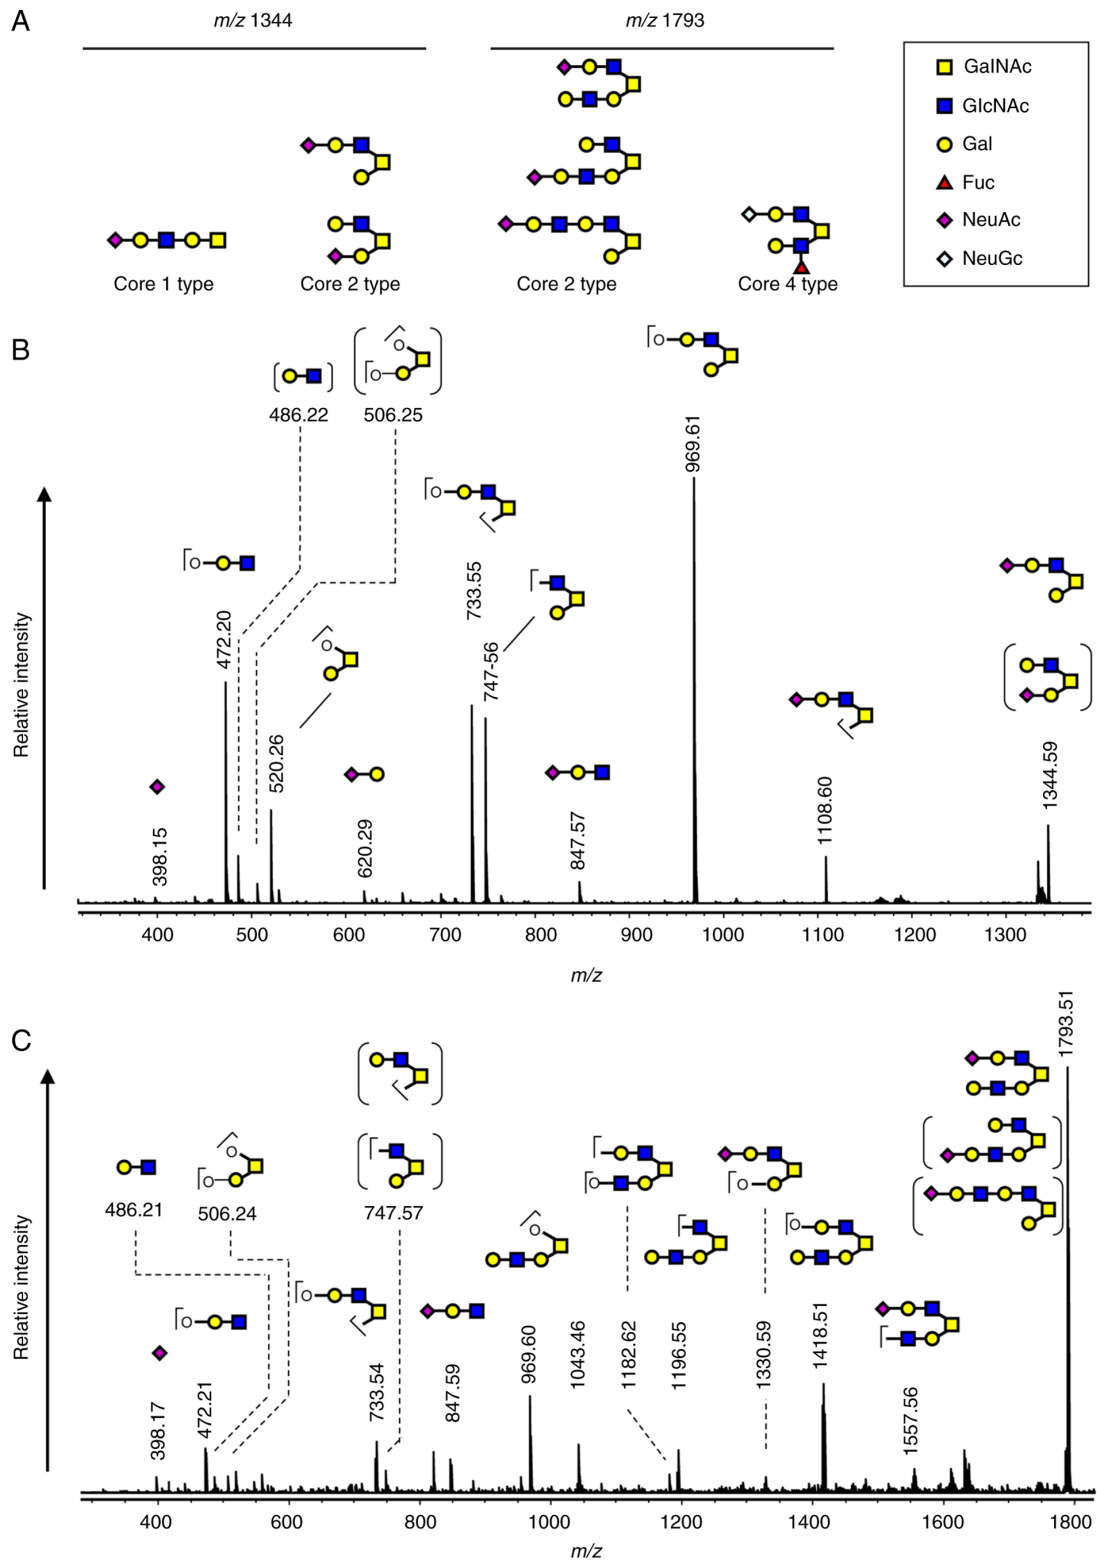 A
m/z 1344
m/z 1793
GalNAc
GlcNAc
Gal
Fuc
NeuAc
NeuGc
Core 1 type
Core 2 type
Core 2 type
Core 4 type
B
486.22
506.25
969.61
733.55
747-56
472.20
520.26
398.15
620.29
847.57
1108.60
1344.59
Relative intensity
400 500 600 700 800 900 1000 1100 1200 1300
m/z
C
1793.51
486.21
506.24
747.57
398.17
472.21
733.54
847.59
969.60
1043.46
1182.62
1196.55
1330.59
1418.51
1557.56
Relative intensity
400 600 800 1000 1200 1400 1600 1800
m/z